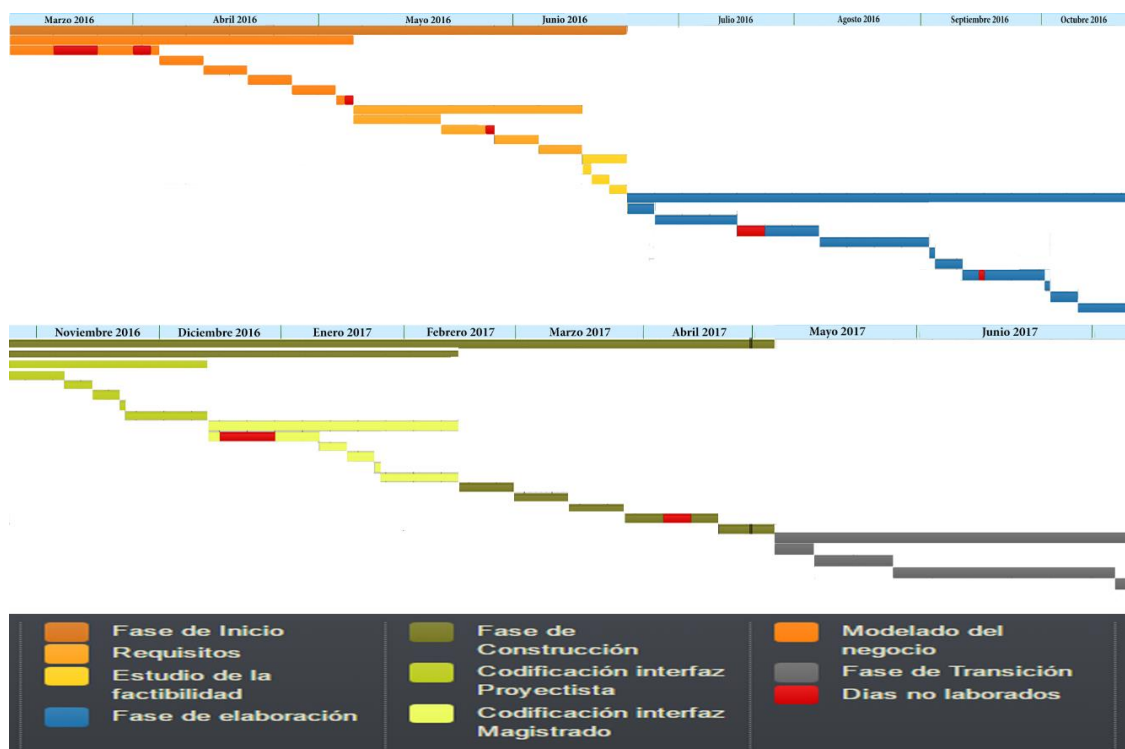 Marzo 2016 Abril 2016 Mayo 2016 Junio 2016 Julio 2016 Agosto 2016 Septiembre 2016 Octubre 2016
Noviembre 2016 Diciembre 2016 Enero 2017 Febrero 2017 Marzo 2017 Abril 2017 Mayo 2017 Junio 2017
Fase de Inicio
Requisitos
Estudio de la
factibilidad
Fase de elaboración
Fase de
Construcción
Codificación interfaz
Proyectista
Codificación interfaz
Magistrado
Modelado del
negocio
Fase de Transición
Dias no laborados